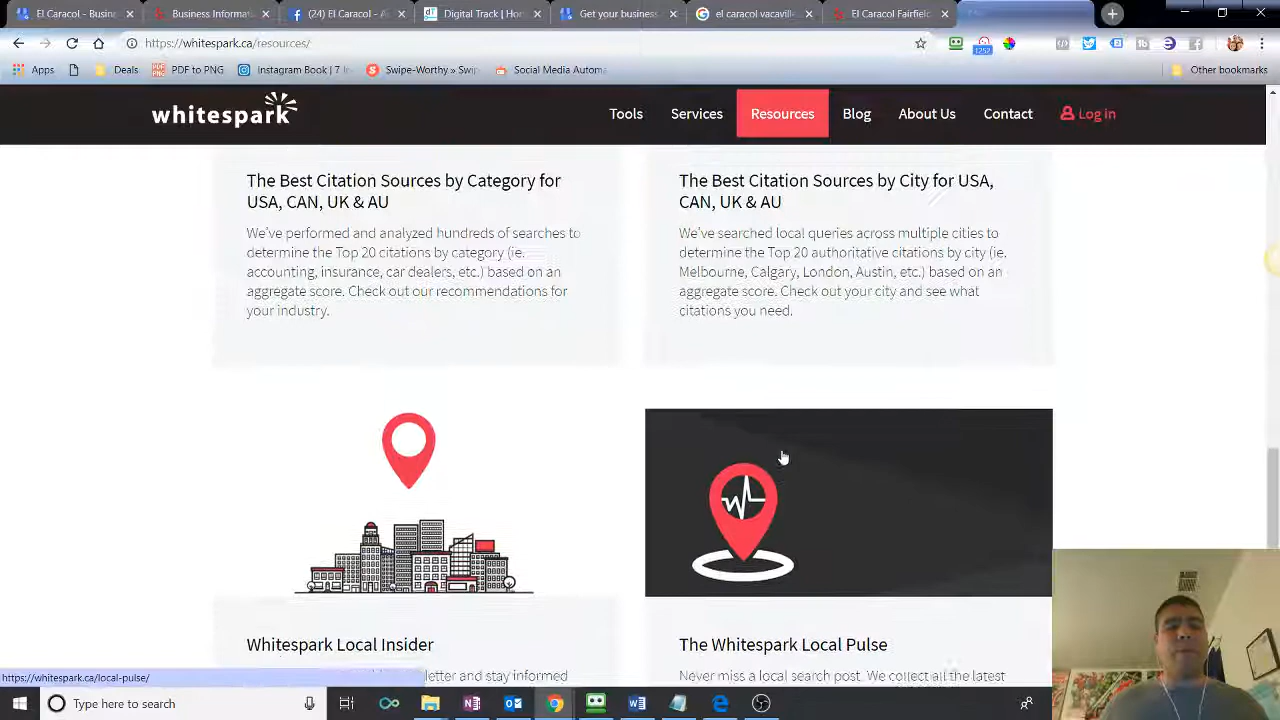 El Caracol - Busin
Business Informat
(24) El Caracol - A
Digital Track | Ho
Get your business
el caracol vacavill
El Caracol Fairfiel
https://whitespark.ca/resources/
1252
Apps
Deals
PDF to PNG
Instagram Book | 7 I
Swipe-Worthy » Swip
Social Media Automa
Other bookmarks
whitespark
Tools
Services
Resources
Blog
About Us
Contact
Log in
The Best Citation Sources by Category for
USA, CAN, UK & AU
We've performed and analyzed hundreds of searches to
determine the Top 20 citations by category (ie.
accounting, insurance, car dealers, etc.) based on an
aggregate score. Check out our recommendations for
your industry.
The Best Citation Sources by City for USA,
CAN, UK & AU
We've searched local queries across multiple cities to
determine the Top 20 authoritative citations by city (ie.
Melbourne, Calgary, London, Austin, etc.) based on an
aggregate score. Check out your city and see what
citations you need.
Whitespark Local Insider
letter and stay informed
The Whitespark Local Pulse
Never miss a local search post. We collect all the latest
https://whitespark.ca/local-pulse/
Type here to search